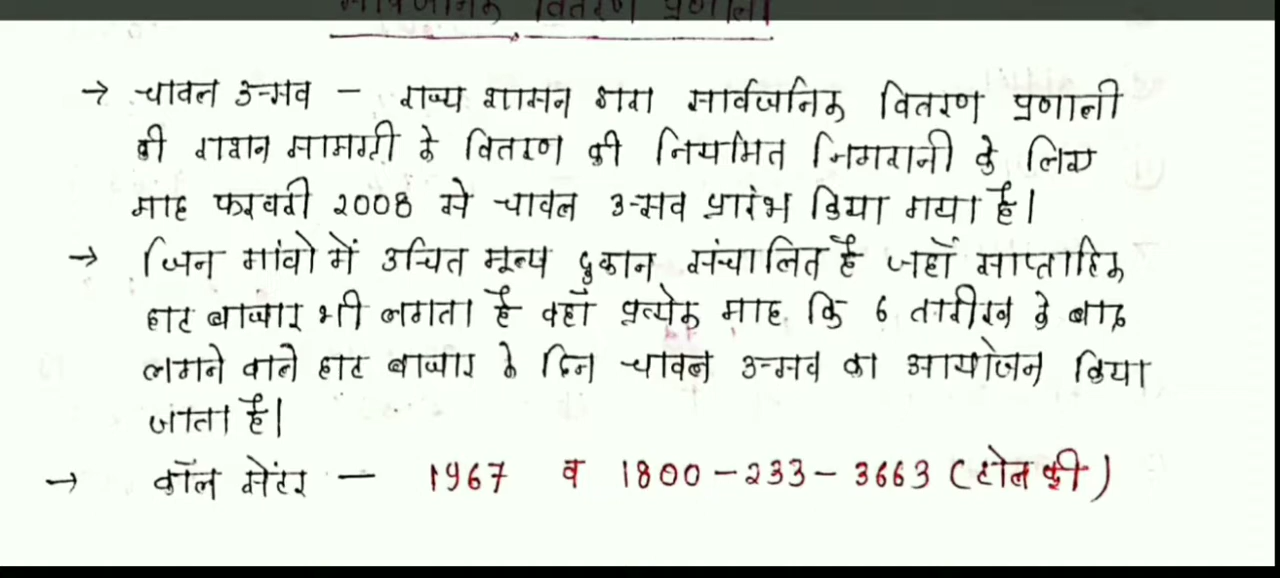 सार्वजनिक वितरण प्रणाली
→ चावल उत्सव – राज्य शासन द्वारा सार्वजनिक वितरण प्रणाली
की राशन सामग्री के वितरण की नियमित निगरानी के लिए
माह फरवरी 2008 से चावल उत्सव प्रारंभ किया गया है।
→ जिन गांवो में उचित मूल्य दुकान संचालित है जहाँ साप्ताहिक
हाट बाजार भी लगता है वहाँ प्रत्येक माह कि 6 तारीख के बाद
लगने वाले हाट बाजार के दिन चावल उत्सव का आयोजन किया
जाता है।
→ कॉल सेंटर – 1967 व 1800-233-3663 (टोल फ्री)